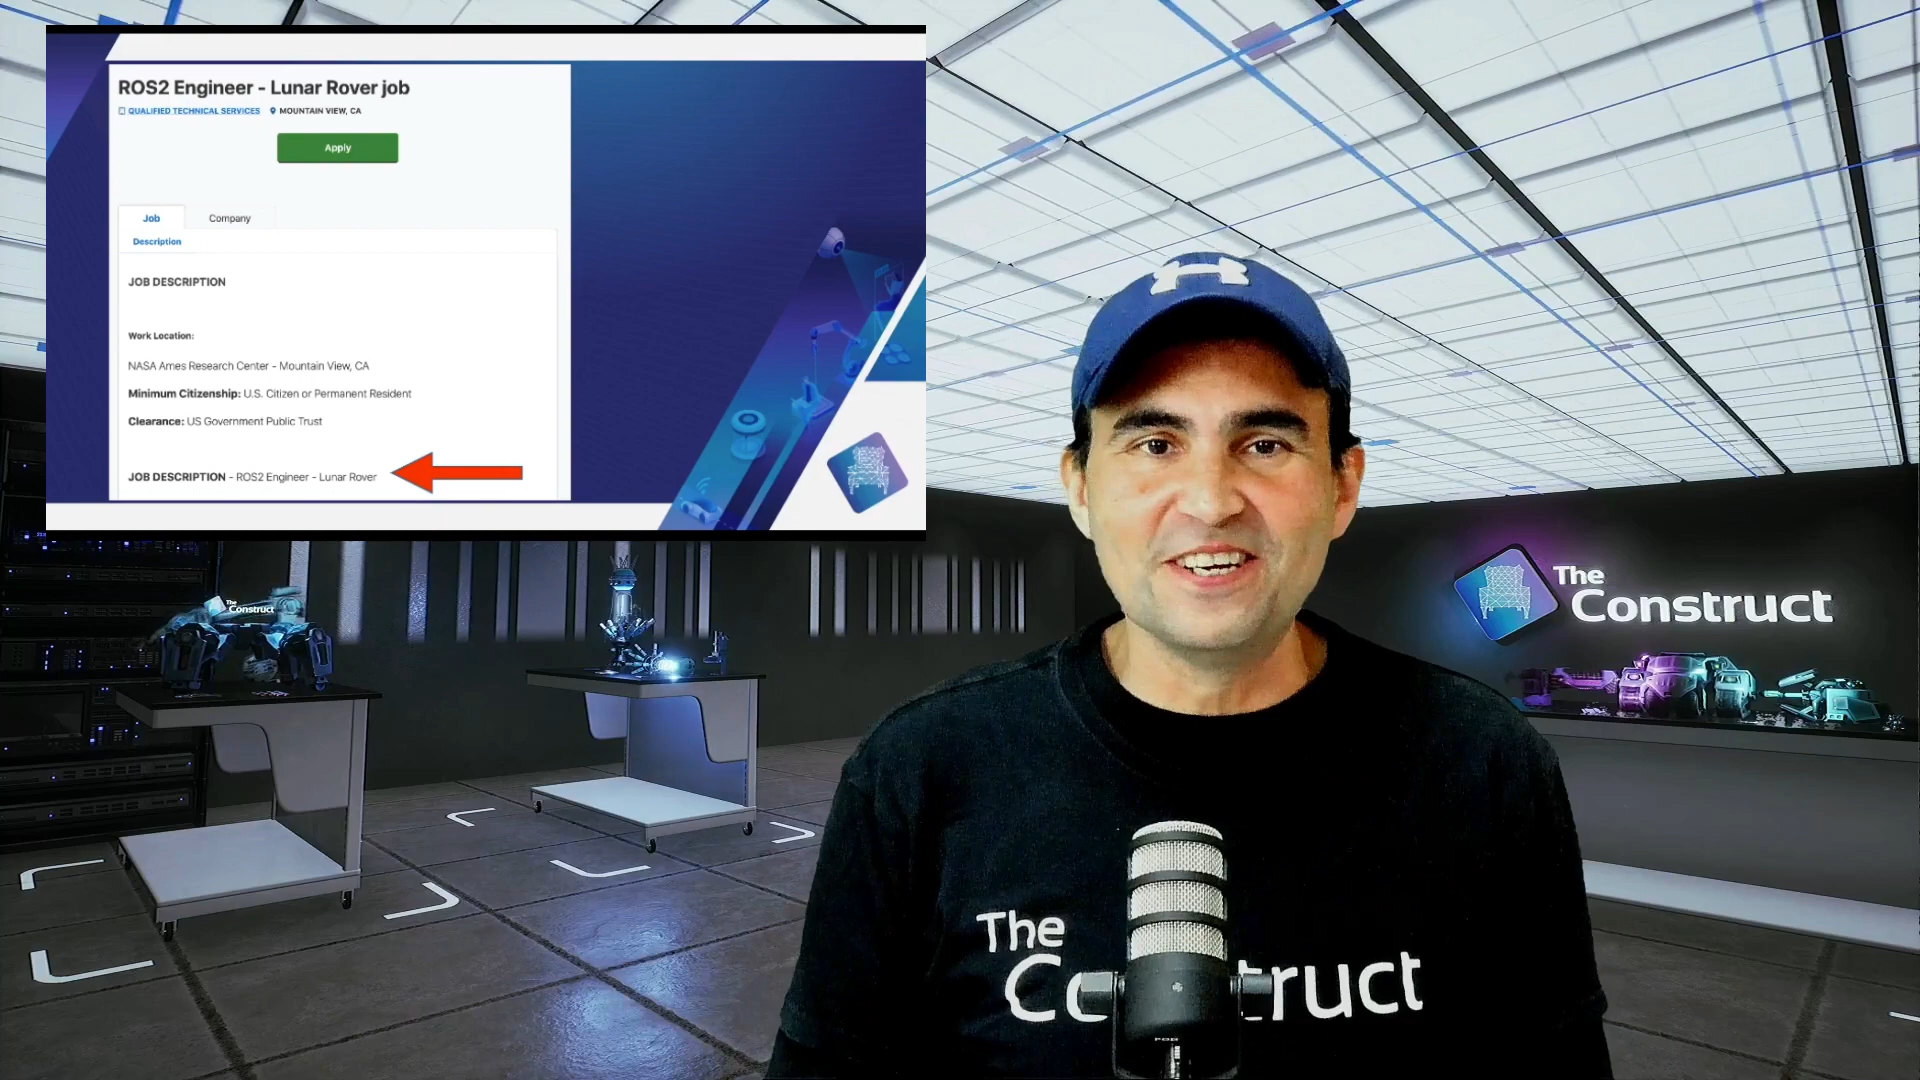 ROS2 Engineer - Lunar Rover job
QUALIFIED TECHNICAL SERVICES MOUNTAIN VIEW, CA
Apply
Job Company
Description
JOB DESCRIPTION
Work Location:
NASA Ames Research Center - Mountain View, CA
Minimum Citizenship: U.S. Citizen or Permanent Resident
Clearance: US Government Public Trust
JOB DESCRIPTION - ROS2 Engineer - Lunar Rover
The
Construct
The
Construct
The